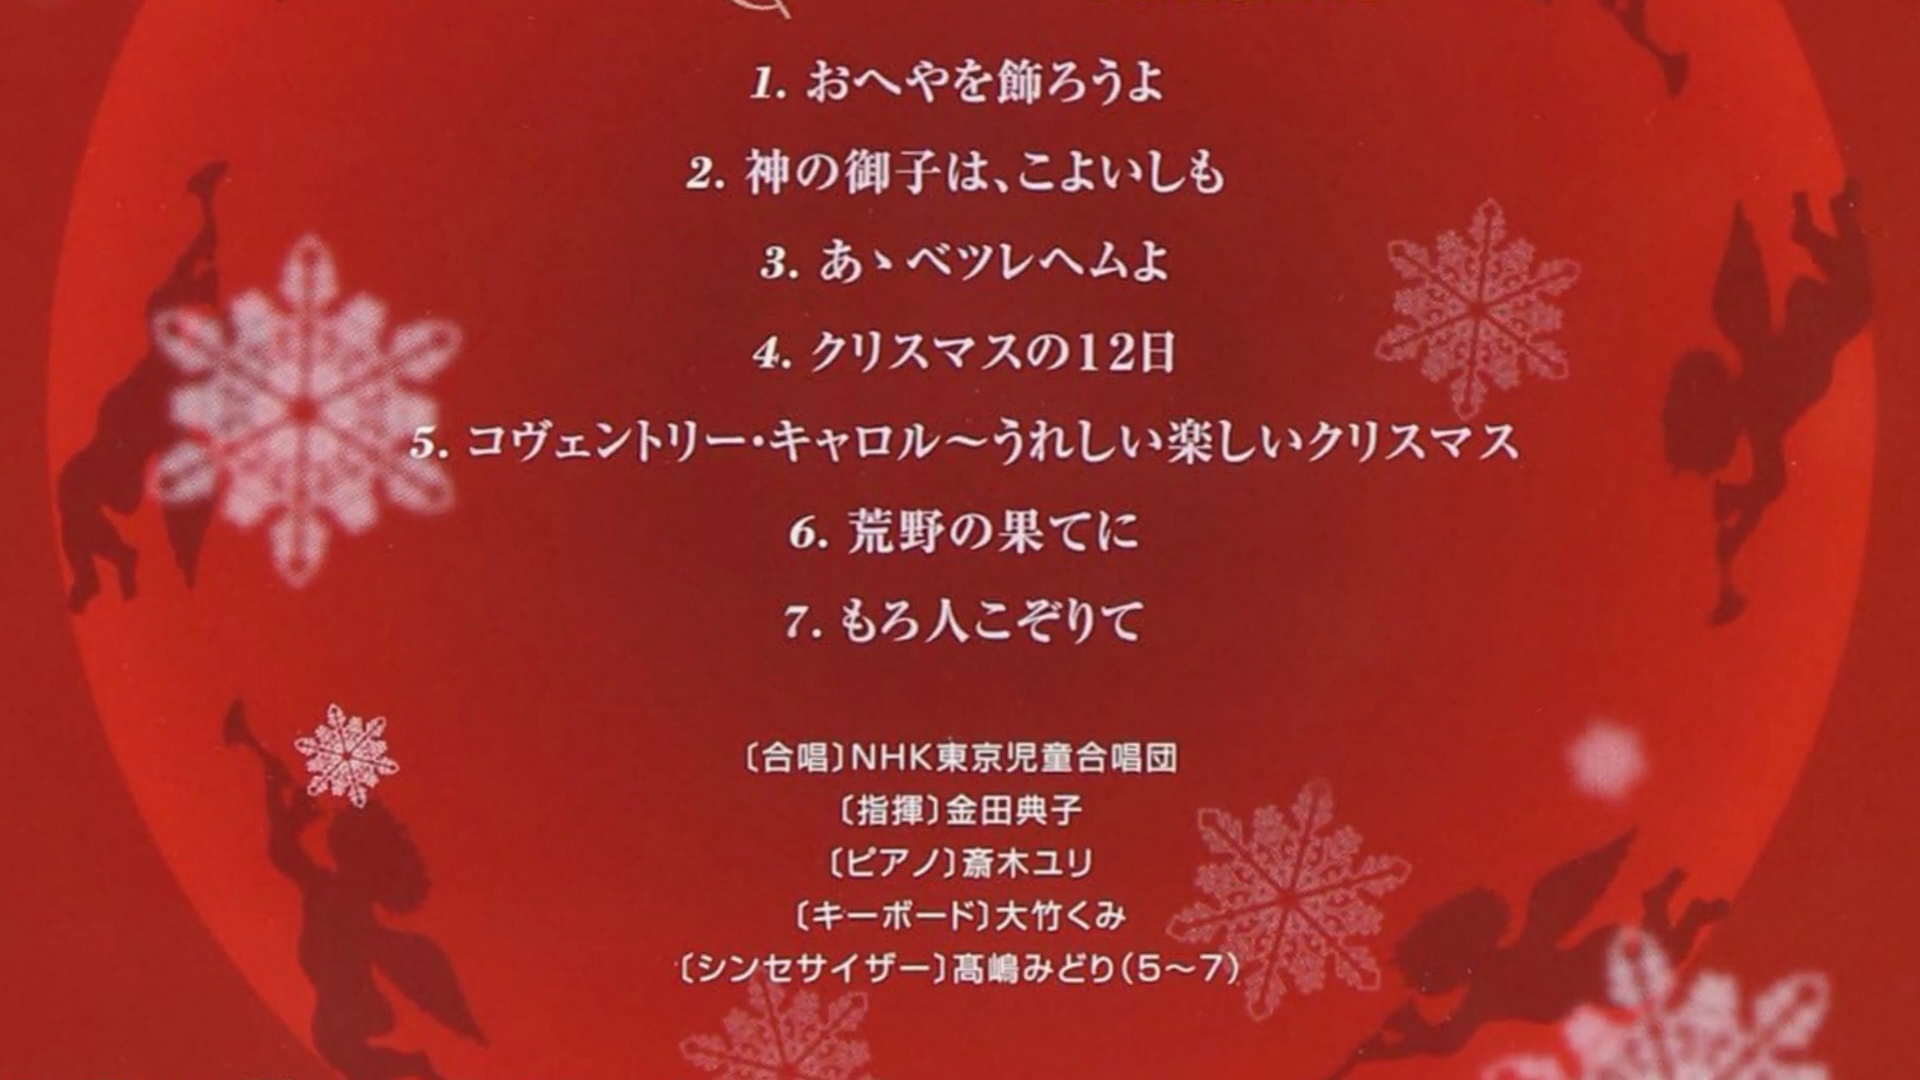 1. おへやを飾ろうよ
2. 神の御子は、こよいしも
3. あゝベツレヘムよ
4. クリスマスの12日
5. コヴェントリー・キャロル～うれしい楽しいクリスマス
6. 荒野の果てに
7. もろ人こぞりて
〔合唱〕NHK東京児童合唱団
〔指揮〕金田典子
〔ピアノ〕斎木ユリ
〔キーボード〕大竹くみ
〔シンセサイザー〕髙嶋みどり（5～7）